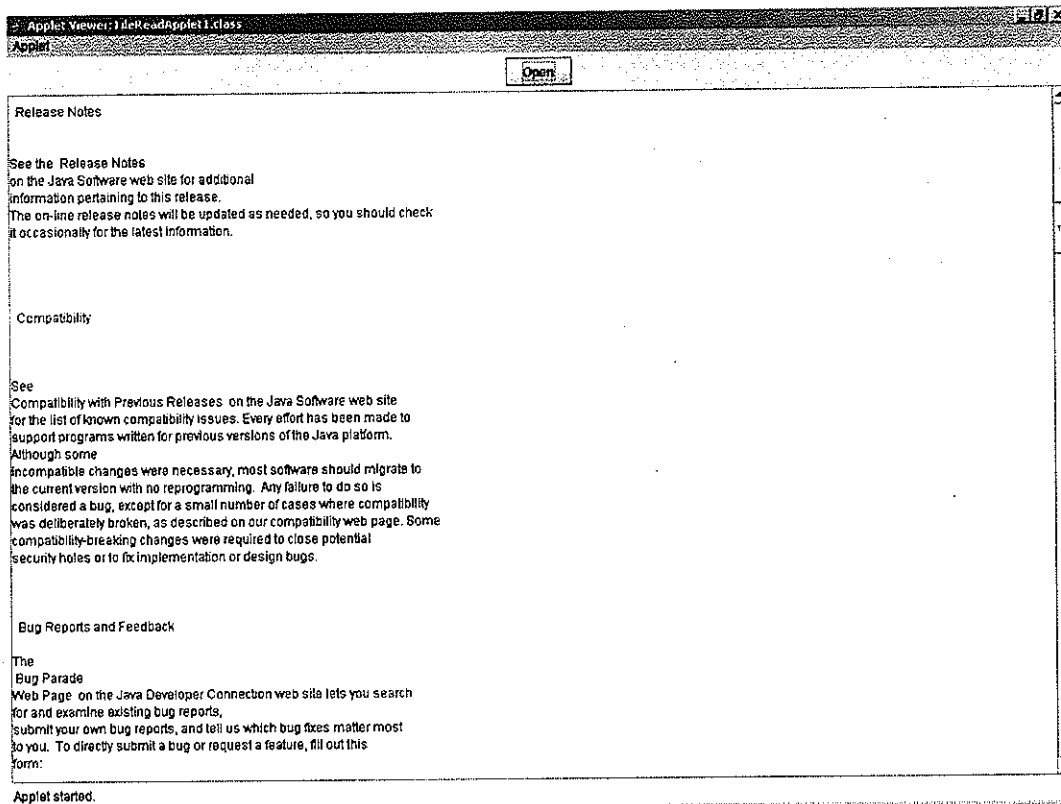 Applet Viewer: FileReadApplet1.class
Applet
Open
Release Notes
See the Release Notes
on the Java Software web site for additional
information pertaining to this release.
The on-line release notes will be updated as needed, so you should check
it occasionally for the latest information.
Compatibility
See
Compatibility with Previous Releases on the Java Software web site
for the list of known compatibility issues. Every effort has been made to
support programs written for previous versions of the Java platform.
Although some
incompatible changes were necessary, most software should migrate to
the current version with no reprogramming. Any failure to do so is
considered a bug, except for a small number of cases where compatibility
was deliberately broken, as described on our compatibility web page. Some
compatibility-breaking changes were required to close potential
security holes or to fix implementation or design bugs.
Bug Reports and Feedback
The
Bug Parade
Web Page on the Java Developer Connection web site lets you search
for and examine existing bug reports,
submit your own bug reports, and tell us which bug fixes matter most
to you. To directly submit a bug or request a feature, fill out this
form:
Applet started.